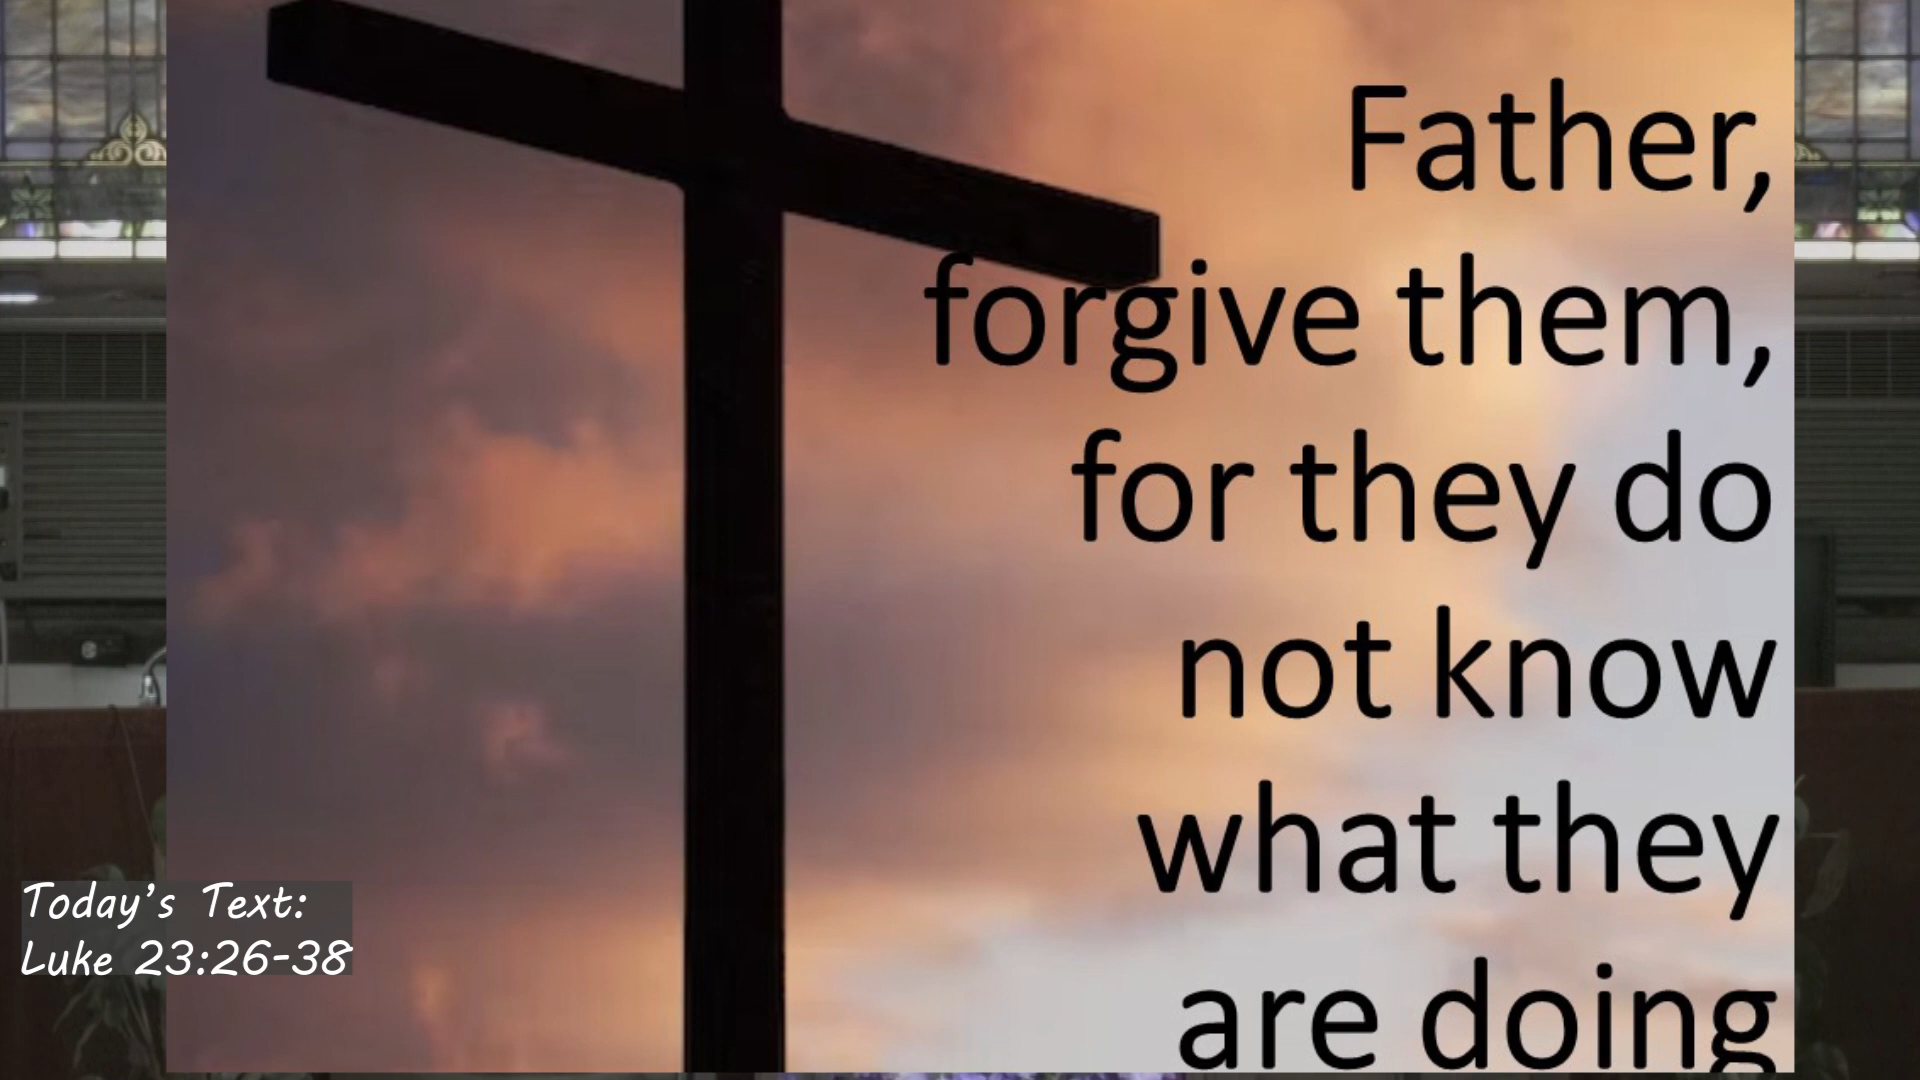 Father,
forgive them,
for they do
not know
what they
are doing
Today's Text:
Luke 23:26-38